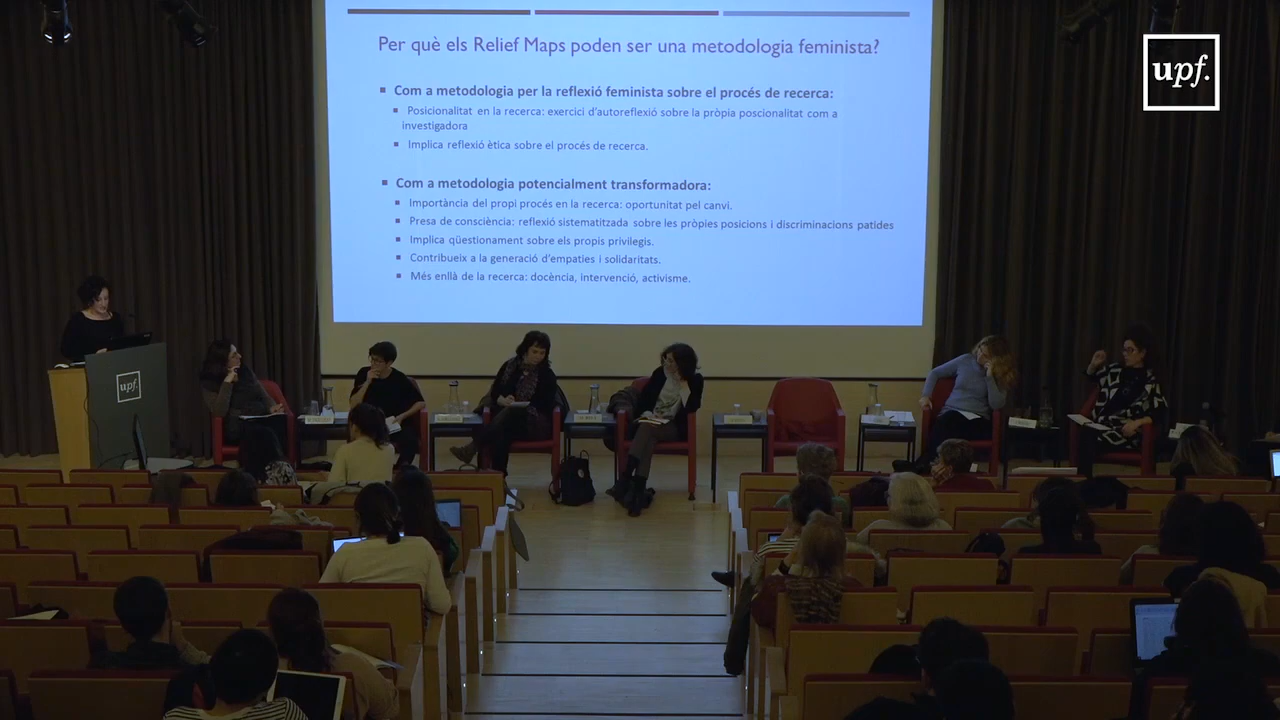 Per què els Relief Maps poden ser una metodologia feminista?
upf.
Com a metodologia per la reflexió feminista sobre el procés de recerca:
Posicionalitat en la recerca: exercici d'autoreflexió sobre la pròpia poscionalitat com a
investigadora
Implica reflexió ètica sobre el procés de recerca.
Com a metodologia potencialment transformadora:
Importància del propi procés en la recerca: oportunitat pel canvi.
Presa de consciència: reflexió sistematitzada sobre les pròpies posicions i discriminacions patides
Implica qüestionament sobre els propis privilegis.
Contribueix a la generació d'empaties i solidaritats.
Més enllà de la recerca: docència, intervenció, activisme.
upf.